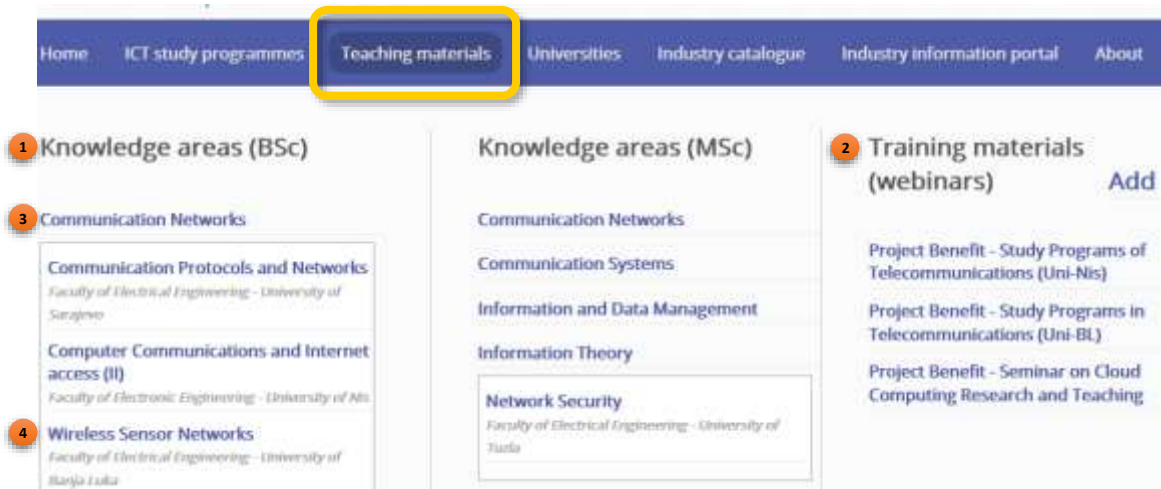 Home ICT study programmes Teaching materials Universities Industry catalogue Industry information portal About
1 Knowledge areas (BSc)
3 Communication Networks
Communication Protocols and Networks
Faculty of Electrical Engineering - University of
Sarajevo
Computer Communications and Internet
access (II)
Faculty of Electronic Engineering - University of Nis
4 Wireless Sensor Networks
Faculty of Electrical Engineering - University of
Banja Luka
Knowledge areas (MSc)
Communication Networks
Communication Systems
Information and Data Management
Information Theory
Network Security
Faculty of Electrical Engineering - University of
Tuzla
2 Training materials
(webinars) Add
Project Benefit - Study Programs of
Telecommunications (Uni-Nis)
Project Benefit - Study Programs in
Telecommunications (Uni-BL)
Project Benefit - Seminar on Cloud
Computing Research and Teaching